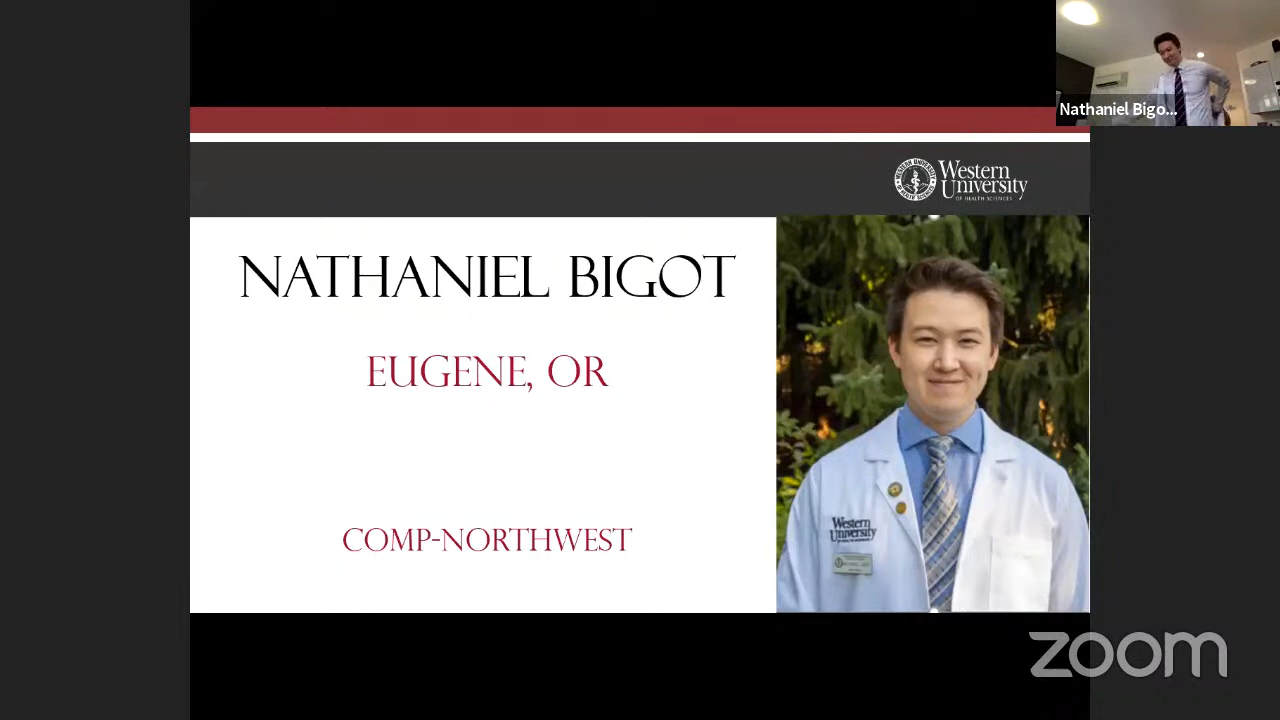 Nathaniel Bigo...
Western
University
OF HEALTH SCIENCES
NATHANIEL BIGOT
EUGENE, OR
COMP-NORTHWEST
Western
University
zoom